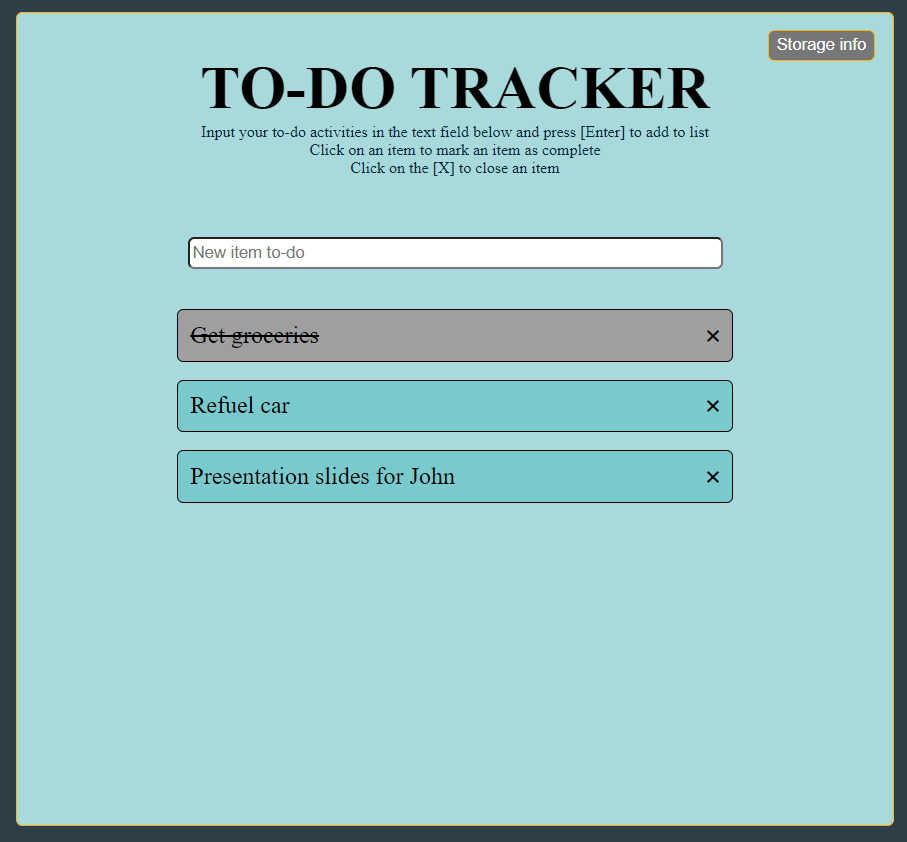 Storage info
TO-DO TRACKER
Input your to-do activities in the text field below and press [Enter] to add to list
Click on an item to mark an item as complete
Click on the [X] to close an item
New item to-do
Get groceries ✕
Refuel car ✕
Presentation slides for John ✕